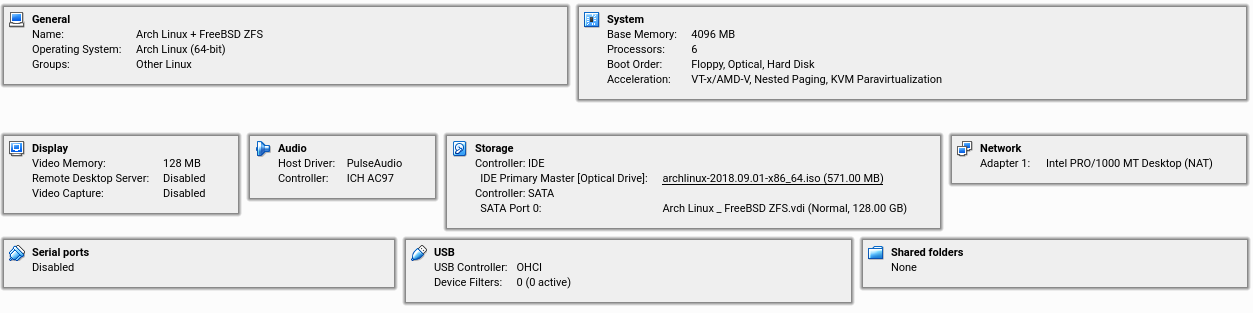 General
Name: Arch Linux + FreeBSD ZFS
Operating System: Arch Linux (64-bit)
Groups: Other Linux
System
Base Memory: 4096 MB
Processors: 6
Boot Order: Floppy, Optical, Hard Disk
Acceleration: VT-x/AMD-V, Nested Paging, KVM Paravirtualization
Display
Video Memory: 128 MB
Remote Desktop Server: Disabled
Video Capture: Disabled
Audio
Host Driver: PulseAudio
Controller: ICH AC97
Storage
Controller: IDE
IDE Primary Master [Optical Drive]: archlinux-2018.09.01-x86_64.iso (571.00 MB)
Controller: SATA
SATA Port 0: Arch Linux _ FreeBSD ZFS.vdi (Normal, 128.00 GB)
Network
Adapter 1: Intel PRO/1000 MT Desktop (NAT)
Serial ports
Disabled
USB
USB Controller: OHCI
Device Filters: 0 (0 active)
Shared folders
None